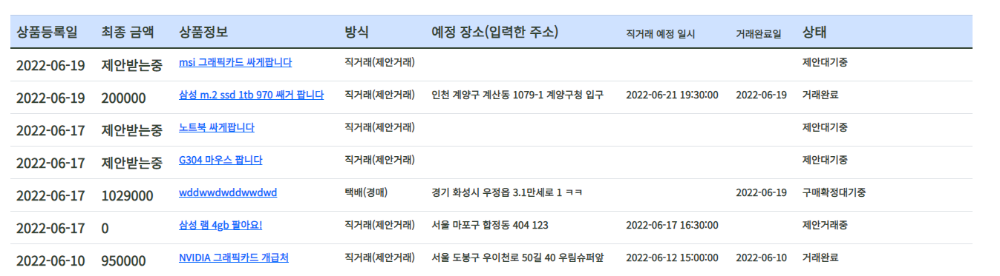 상품등록일 최종 금액 상품정보 방식 예정 장소(입력한 주소) 직거래 예정 일시 거래완료일 상태
2022-06-19 제안받는중 msi 그래픽카드 싸게팝니다 직거래(제안거래) 제안대기중
2022-06-19 200000 삼성 m.2 ssd 1tb 970 쌔거 팝니다 직거래(제안거래) 인천 계양구 계산동 1079-1 계양구청 입구 2022-06-21 19:30:00 2022-06-19 거래완료
2022-06-17 제안받는중 노트북 싸게팝니다 직거래(제안거래) 제안대기중
2022-06-17 제안받는중 G304 마우스 팝니다 직거래(제안거래) 제안대기중
2022-06-17 1029000 wddwwdwddwwdwd 택배(경매) 경기 화성시 우정읍 3.1만세로 1 ㅋㅋ 2022-06-19 구매확정대기중
2022-06-17 0 삼성 램 4gb 팔아요! 직거래(제안거래) 서울 마포구 합정동 404 123 2022-06-17 16:30:00 제안거래중
2022-06-10 950000 NVIDIA 그래픽카드 개급처 직거래(제안거래) 서울 도봉구 우이천로 50길 40 우림슈퍼앞 2022-06-12 15:00:00 2022-06-10 거래완료